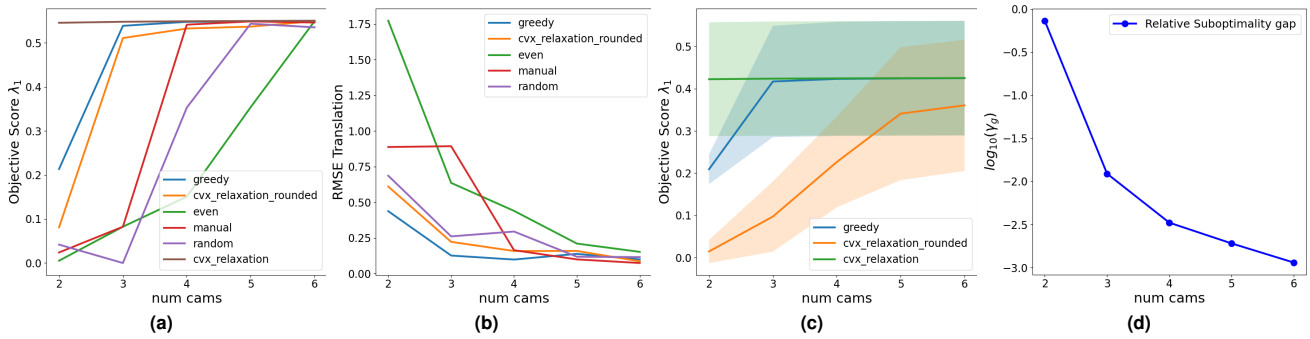 Objective Score λ₁
0.5
0.4
0.3
0.2
0.1
0.0
greedy
cvx_relaxation_rounded
even
manual
random
cvx_relaxation
2 3 4 5 6
num cams
(a)
RMSE Translation
1.75
1.50
1.25
1.00
0.75
0.50
0.25
0.00
greedy
cvx_relaxation_rounded
even
manual
random
2 3 4 5 6
num cams
(b)
Objective Score λ₁
0.5
0.4
0.3
0.2
0.1
0.0
greedy
cvx_relaxation_rounded
cvx_relaxation
2 3 4 5 6
num cams
(c)
log₁₀(γg)
0.0
−0.5
−1.0
−1.5
−2.0
−2.5
−3.0
Relative Suboptimality gap
2 3 4 5 6
num cams
(d)